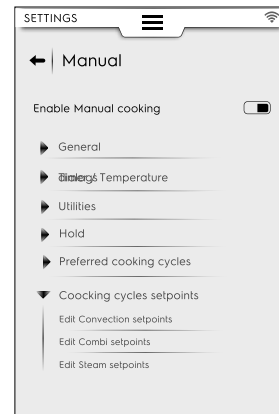 SETTINGS
Manual
Enable Manual cooking
General
Temperature
Utilities
Hold
Preferred cooking cycles
Coocking cycles setpoints
Edit Convection setpoints
Edit Combi setpoints
Edit Steam setpoints